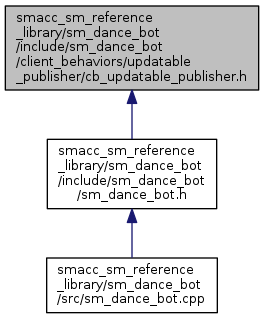 smacc_sm_reference
_library/sm_dance_bot
/include/sm_dance_bot
/client_behaviors/updatable
_publisher/cb_updatable_publisher.h
smacc_sm_reference
_library/sm_dance_bot
/include/sm_dance_bot
/sm_dance_bot.h
smacc_sm_reference
_library/sm_dance_bot
/src/sm_dance_bot.cpp